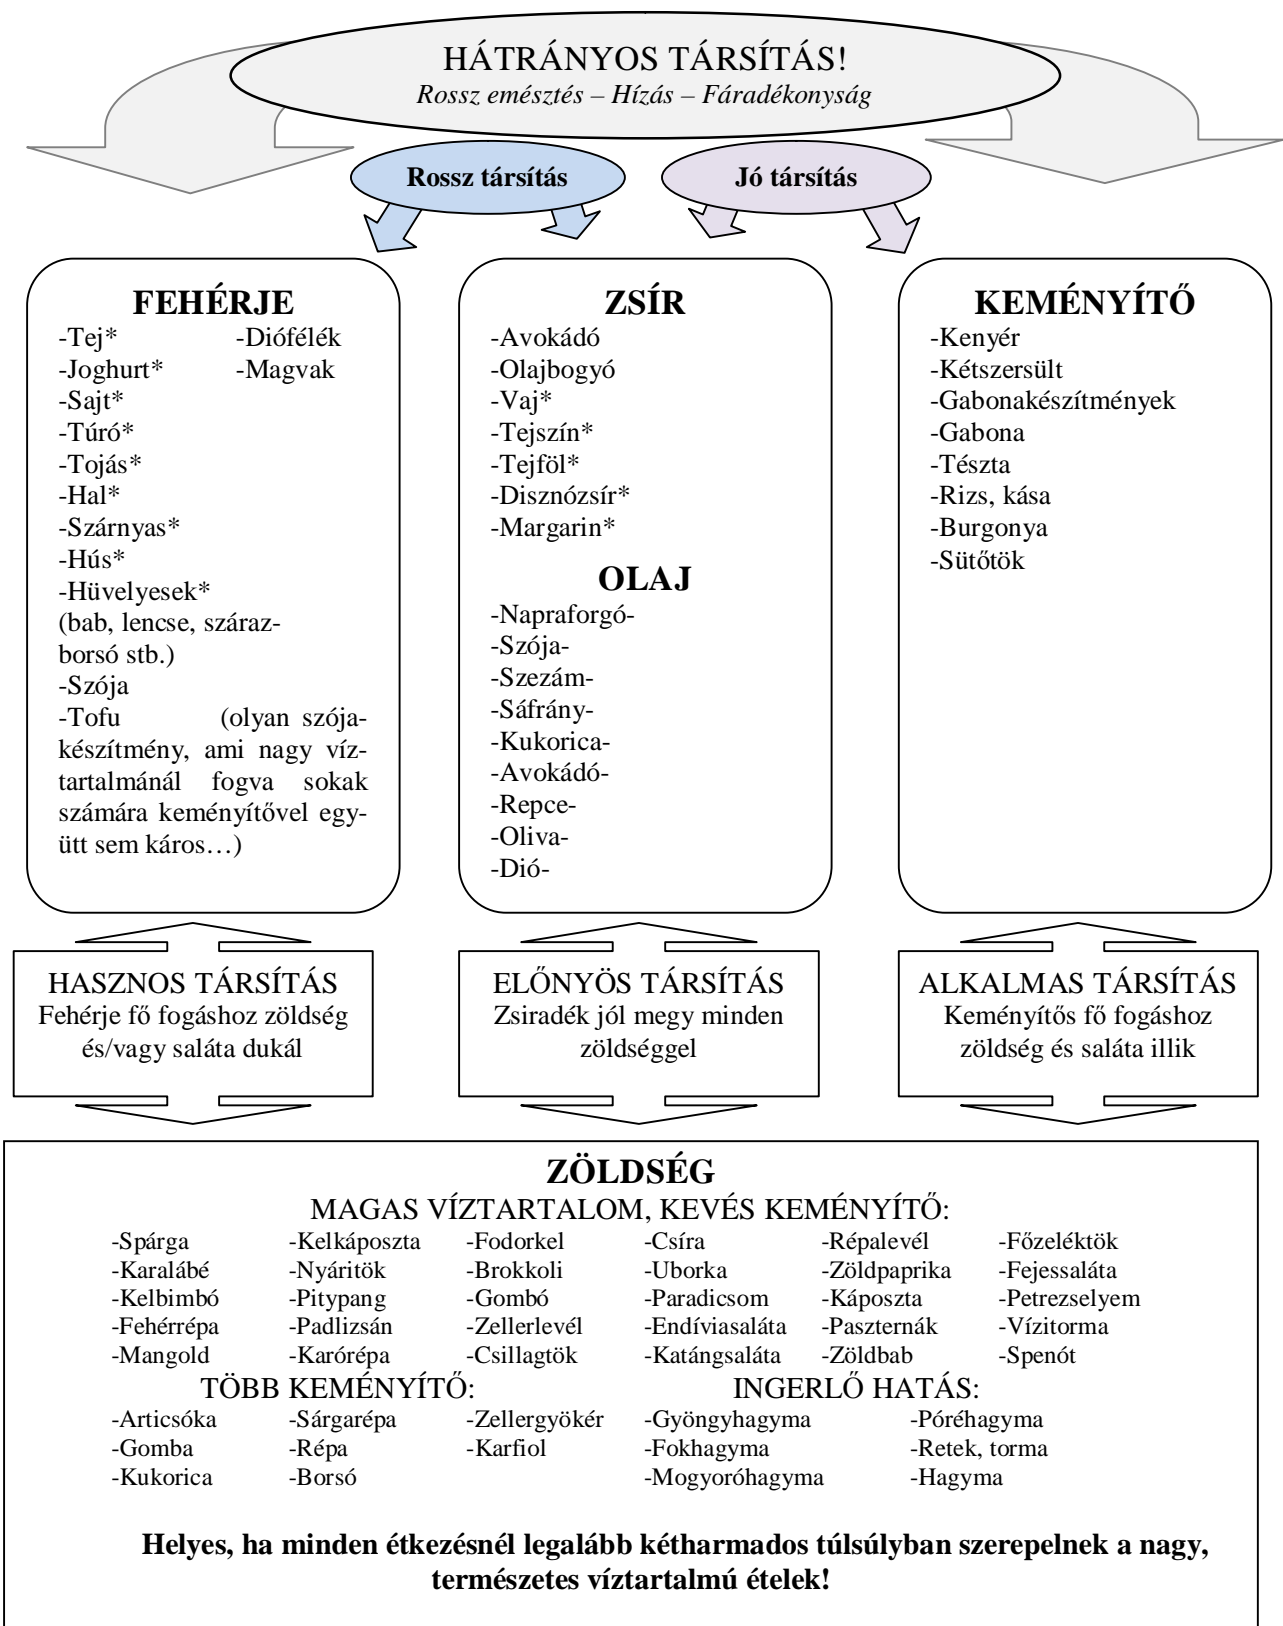 HÁTRÁNYOS TÁRSÍTÁS!
Rossz emésztés – Hízás – Fáradékonyság
Rossz társítás
Jó társítás
FEHÉRJE
-Tej* -Diófélék
-Joghurt* -Magvak
-Sajt*
-Túró*
-Tojás*
-Hal*
-Szárnyas*
-Hús*
-Hüvelyesek*
(bab, lencse, száraz-
borsó stb.)
-Szója
-Tofu (olyan szója-
készítmény, ami nagy víz-
tartalmánál fogva sokak
számára keményítővel egy-
ütt sem káros…)
ZSÍR
-Avokádó
-Olajbogyó
-Vaj*
-Tejszín*
-Tejföl*
-Disznózsír*
-Margarin*
OLAJ
-Napraforgó-
-Szója-
-Szezám-
-Sáfrány-
-Kukorica-
-Avokádó-
-Repce-
-Oliva-
-Dió-
KEMÉNYÍTŐ
-Kenyér
-Kétszersült
-Gabonakészítmények
-Gabona
-Tészta
-Rizs, kása
-Burgonya
-Sütőtök
HASZNOS TÁRSÍTÁS
Fehérje fő fogáshoz zöldség
és/vagy saláta dukál
ELŐNYÖS TÁRSÍTÁS
Zsiradék jól megy minden
zöldséggel
ALKALMAS TÁRSÍTÁS
Keményítős fő fogáshoz
zöldség és saláta illik
ZÖLDSÉG
MAGAS VÍZTARTALOM, KEVÉS KEMÉNYÍTŐ:
-Spárga -Kelkáposzta -Fodorkel -Csíra -Répalevél -Főzeléktök
-Karalábé -Nyáritök -Brokkoli -Uborka -Zöldpaprika -Fejessaláta
-Kelbimbó -Pitypang -Gombó -Paradicsom -Káposzta -Petrezselyem
-Fehérrépa -Padlizsán -Zellerlevél -Endíviasaláta -Paszternák -Vízitorma
-Mangold -Karórépa -Csillagtök -Katángsaláta -Zöldbab -Spenót
TÖBB KEMÉNYÍTŐ: INGERLŐ HATÁS:
-Articsóka -Sárgarépa -Zellergyökér -Gyöngyhagyma -Póréhagyma
-Gomba -Répa -Karfiol -Fokhagyma -Retek, torma
-Kukorica -Borsó -Mogyoróhagyma -Hagyma
Helyes, ha minden étkezésnél legalább kétharmados túlsúlyban szerepelnek a nagy,
természetes víztartalmú ételek!